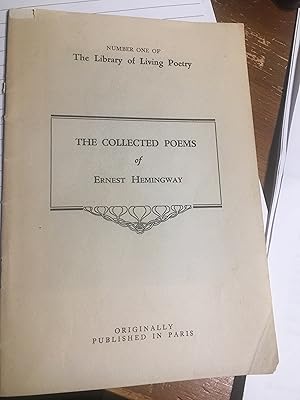 NUMBER ONE OF
The Library of Living Poetry
THE COLLECTED POEMS
of
ERNEST HEMINGWAY
ORIGINALLY
PUBLISHED IN PARIS